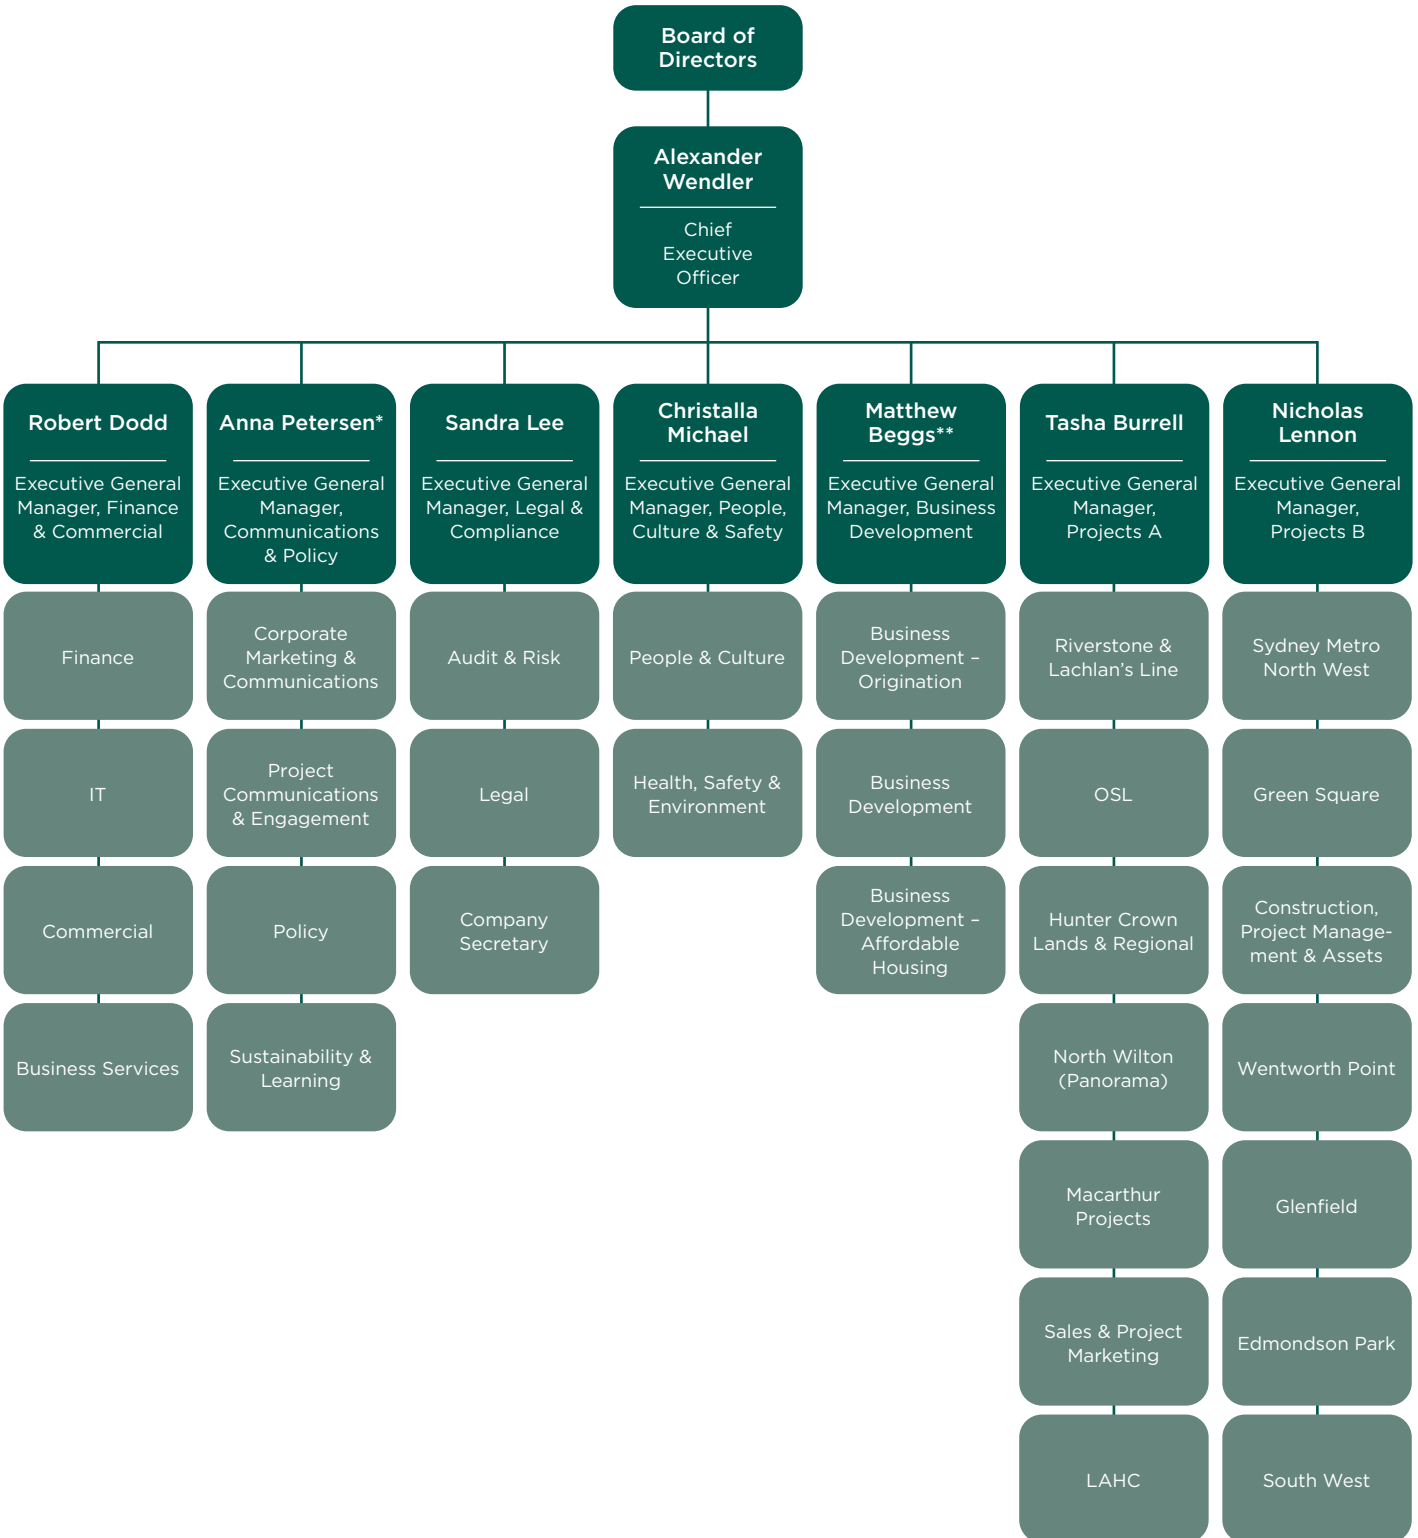 Board of
Directors
Alexander
Wendler
Chief
Executive
Officer
Robert Dodd
Executive General
Manager, Finance
& Commercial
Finance
IT
Commercial
Business Services
Anna Petersen*
Executive General
Manager,
Communications
& Policy
Corporate
Marketing &
Communications
Project
Communications
& Engagement
Policy
Sustainability &
Learning
Sandra Lee
Executive General
Manager, Legal &
Compliance
Audit & Risk
Legal
Company
Secretary
Christalla
Michael
Executive General
Manager, People,
Culture & Safety
People & Culture
Health, Safety &
Environment
Matthew
Beggs**
Executive General
Manager, Business
Development
Business
Development –
Origination
Business
Development
Business
Development –
Affordable
Housing
Tasha Burrell
Executive General
Manager,
Projects A
Riverstone &
Lachlan’s Line
OSL
Hunter Crown
Lands & Regional
North Wilton
(Panorama)
Macarthur
Projects
Sales & Project
Marketing
LAHC
Nicholas
Lennon
Executive General
Manager,
Projects B
Sydney Metro
North West
Green Square
Construction,
Project Manage-
ment & Assets
Wentworth Point
Glenfield
Edmondson Park
South West